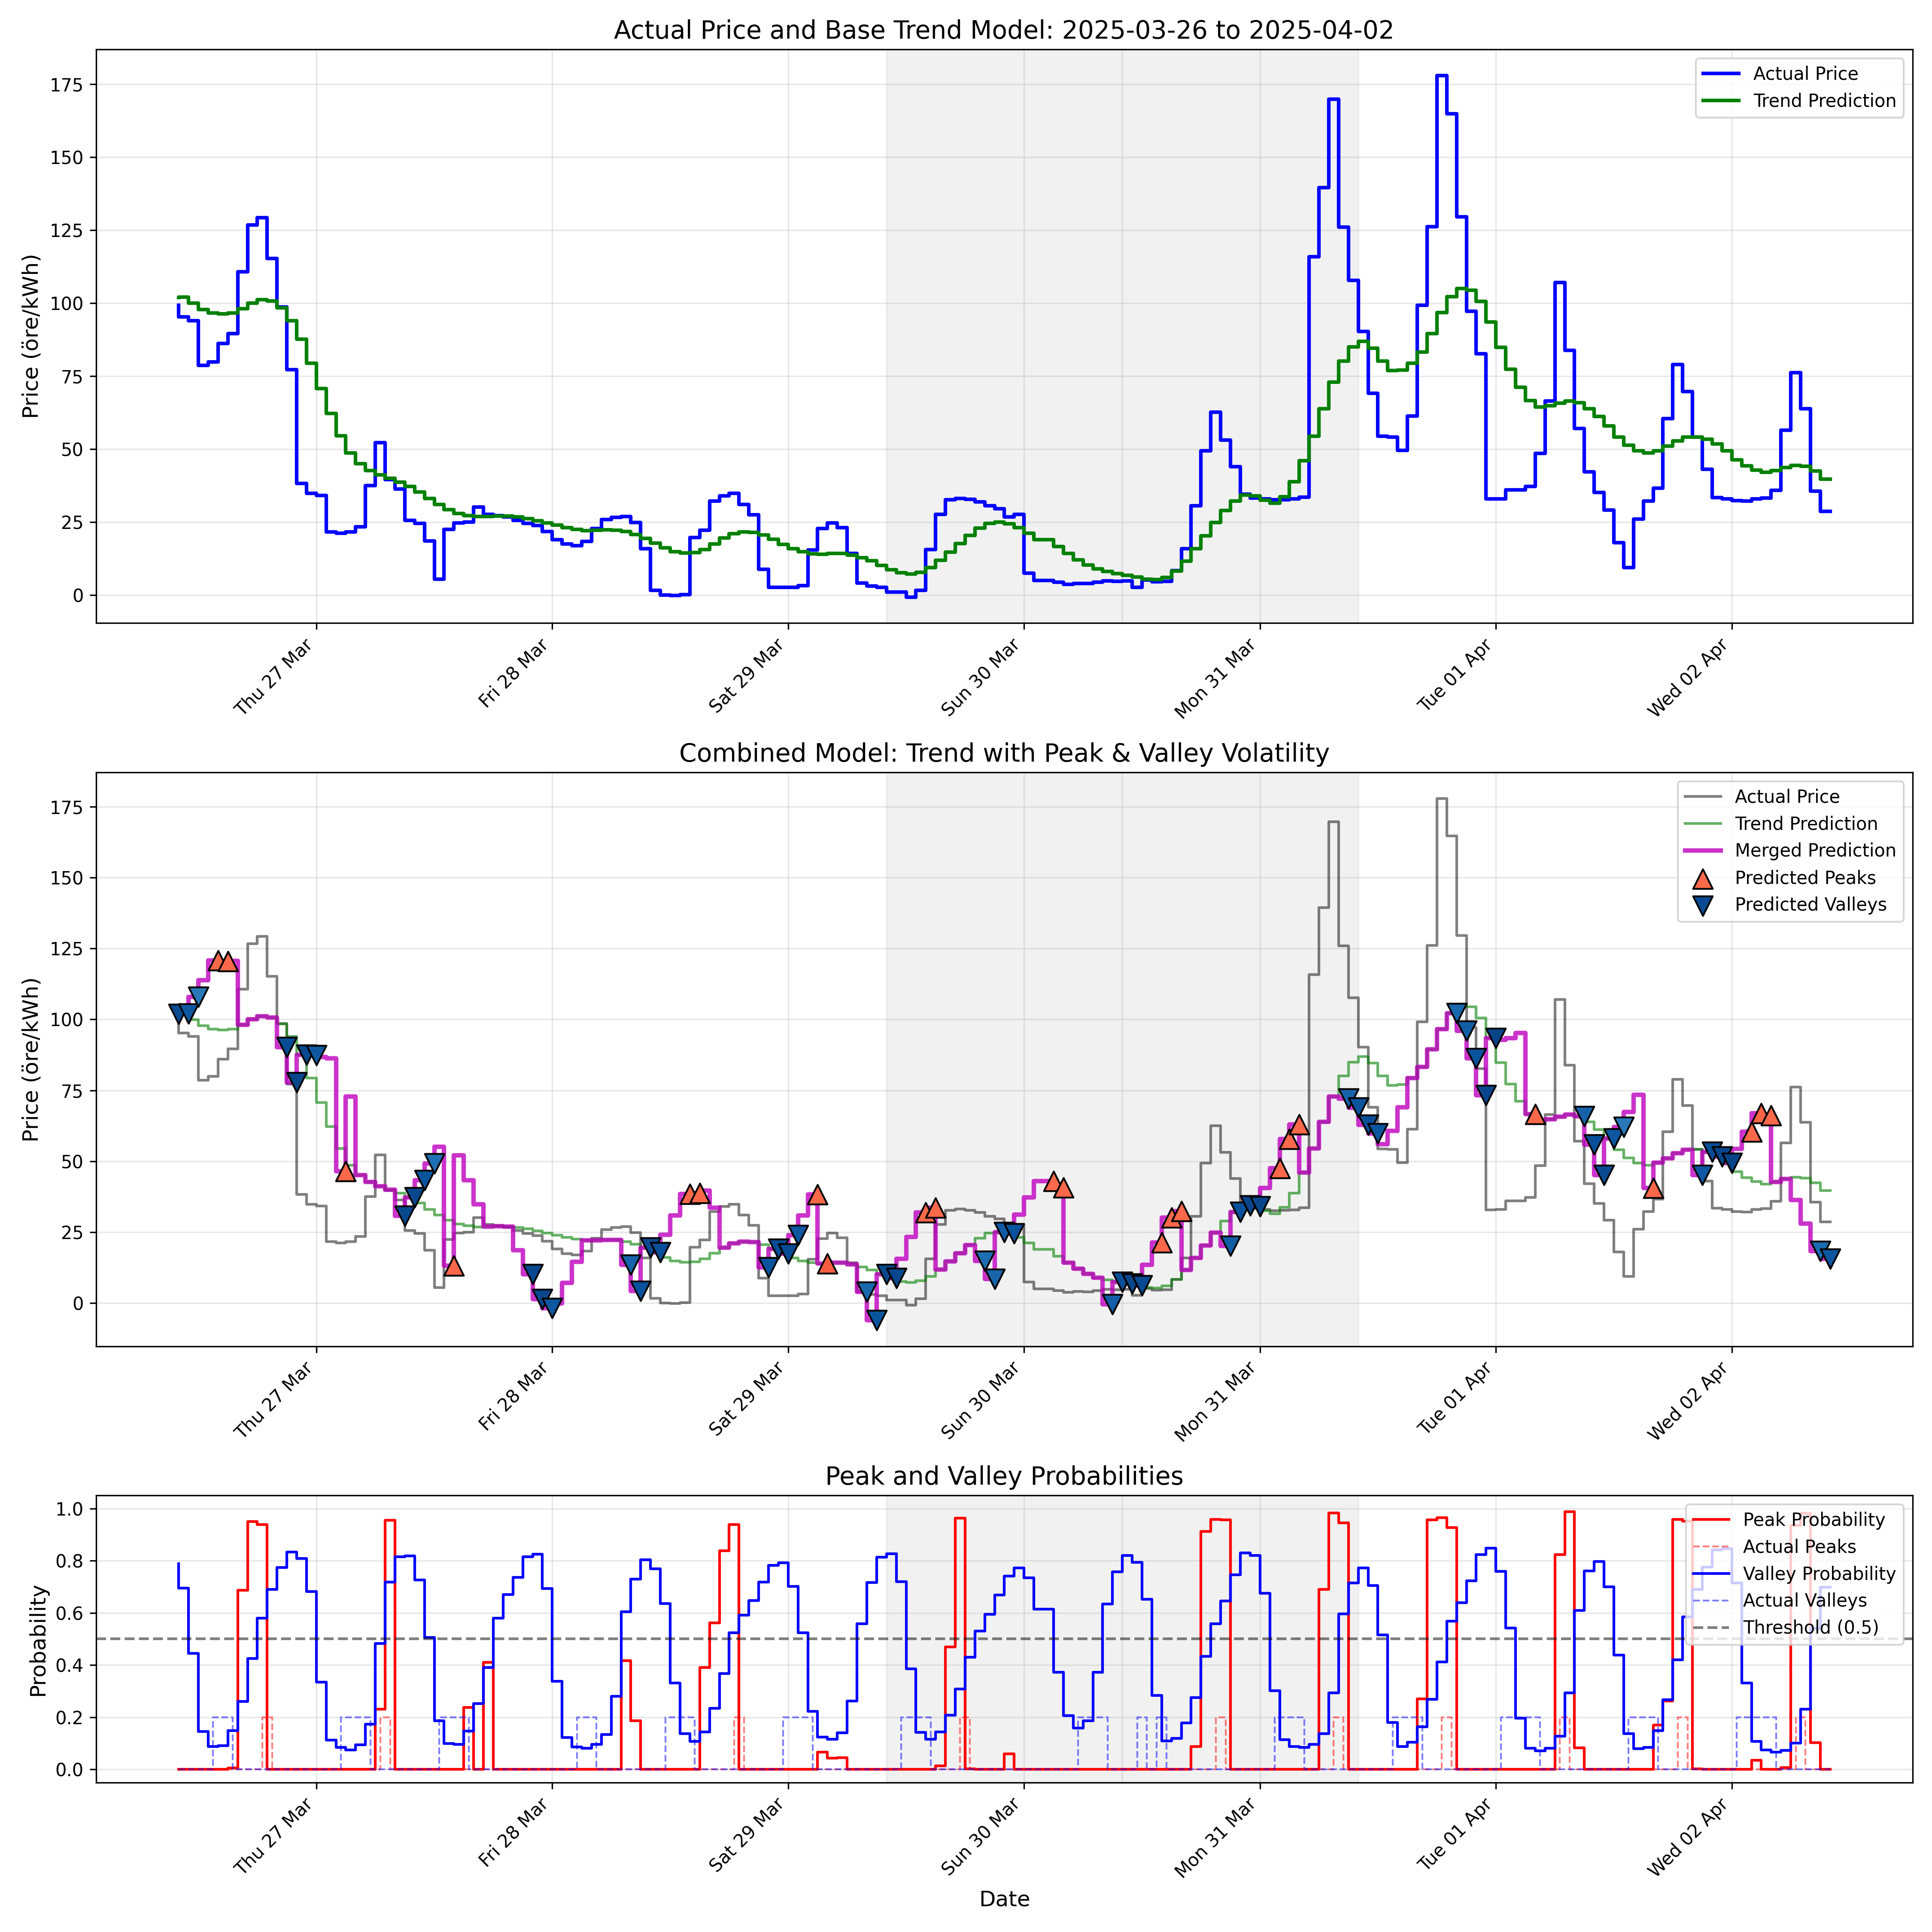 Actual Price and Base Trend Model: 2025-03-26 to 2025-04-02
Price (öre/kWh)
175
150
125
100
75
50
25
0
Actual Price
Trend Prediction
Thu 27 Mar
Fri 28 Mar
Sat 29 Mar
Sun 30 Mar
Mon 31 Mar
Tue 01 Apr
Wed 02 Apr
Combined Model: Trend with Peak & Valley Volatility
Price (öre/kWh)
175
150
125
100
75
50
25
0
Actual Price
Trend Prediction
Merged Prediction
Predicted Peaks
Predicted Valleys
Thu 27 Mar
Fri 28 Mar
Sat 29 Mar
Sun 30 Mar
Mon 31 Mar
Tue 01 Apr
Wed 02 Apr
Peak and Valley Probabilities
Probability
1.0
0.8
0.6
0.4
0.2
0.0
Peak Probability
Actual Peaks
Valley Probability
Actual Valleys
Threshold (0.5)
Thu 27 Mar
Fri 28 Mar
Sat 29 Mar
Sun 30 Mar
Mon 31 Mar
Tue 01 Apr
Wed 02 Apr
Date